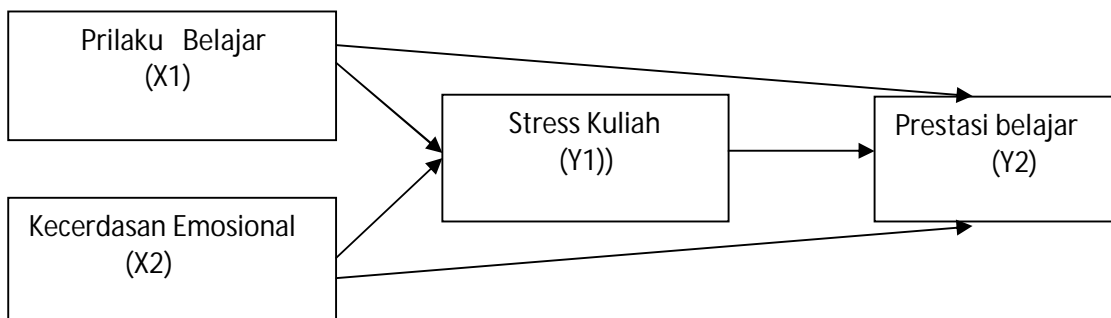 Prilaku Belajar
(X1)
Stress Kuliah
(Y1))
Prestasi belajar
(Y2)
Kecerdasan Emosional
(X2)